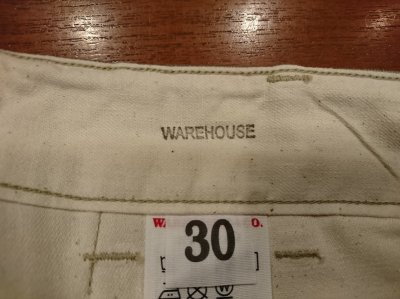 WAREHOUSE
W. O.
30
[ ]
W